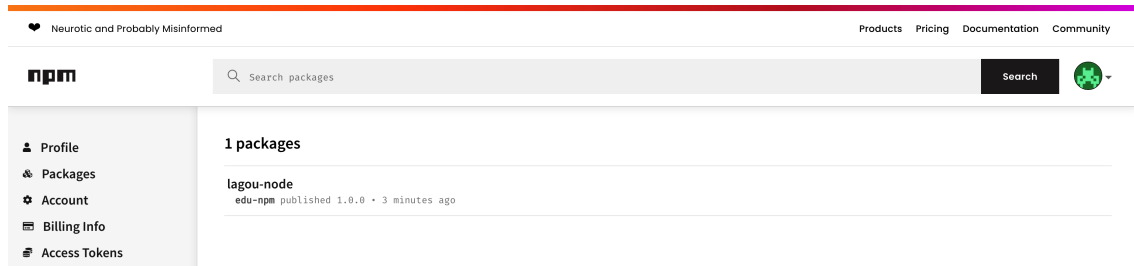 ❤ Neurotic and Probably Misinformed
Products Pricing Documentation Community
npm
Search packages
Search
Profile
Packages
Account
Billing Info
Access Tokens
1 packages
lagou-node
edu-npm published 1.0.0 • 3 minutes ago